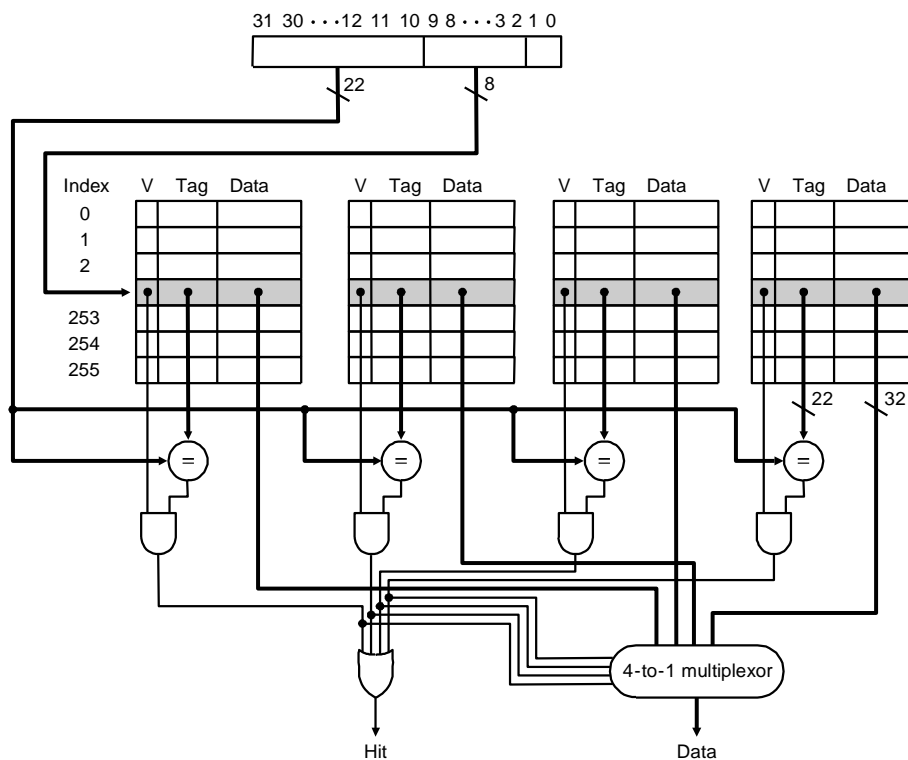 31 30 ··· 12 11 10 9 8 ··· 3 2 1 0
22 8
Index V Tag Data V Tag Data V Tag Data V Tag Data
0
1
2
253
254
255
22 32
= = = =
4-to-1 multiplexor
Hit Data